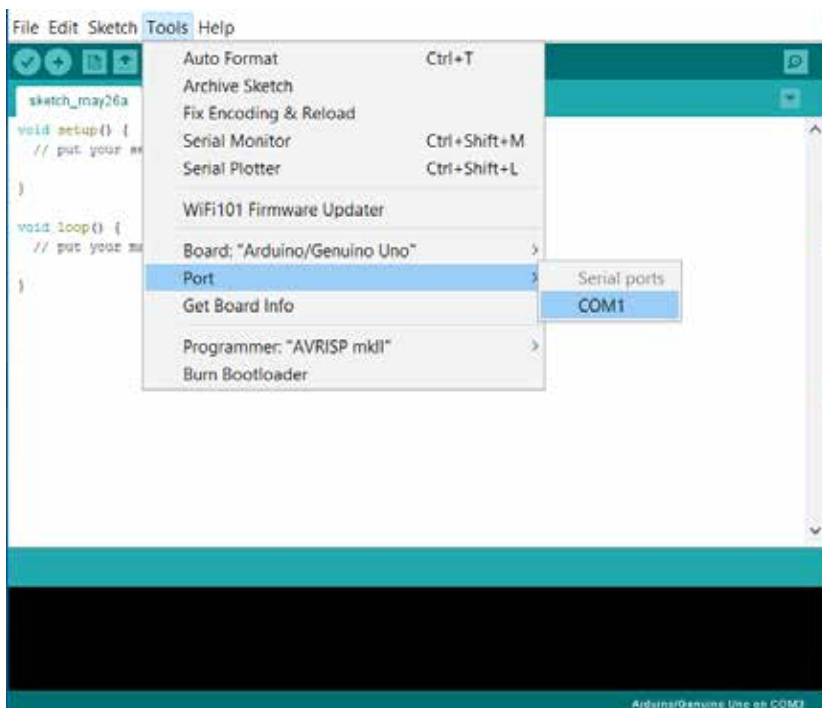 File Edit Sketch Tools Help
sketch_may26a
void setup() {
// put your
}
void loop() {
// put your
}
Auto Format Ctrl+T
Archive Sketch
Fix Encoding & Reload
Serial Monitor Ctrl+Shift+M
Serial Plotter Ctrl+Shift+L
WiFi101 Firmware Updater
Board: "Arduino/Genuino Uno"
Port
Get Board Info
Programmer: "AVRISP mkII"
Burn Bootloader
Serial ports
COM1
Arduino/Genuino Uno on COM3